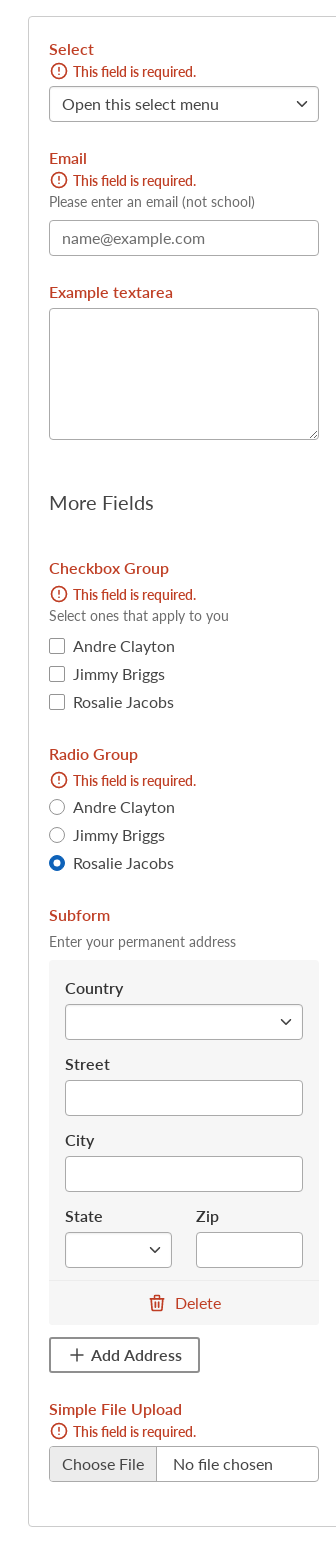 Select
This field is required.
Open this select menu
Email
This field is required.
Please enter an email (not school)
name@example.com
Example textarea
More Fields
Checkbox Group
This field is required.
Select ones that apply to you
Andre Clayton
Jimmy Briggs
Rosalie Jacobs
Radio Group
This field is required.
Andre Clayton
Jimmy Briggs
Rosalie Jacobs
Subform
Enter your permanent address
Country
Street
City
State Zip
Delete
Add Address
Simple File Upload
This field is required.
Choose File No file chosen